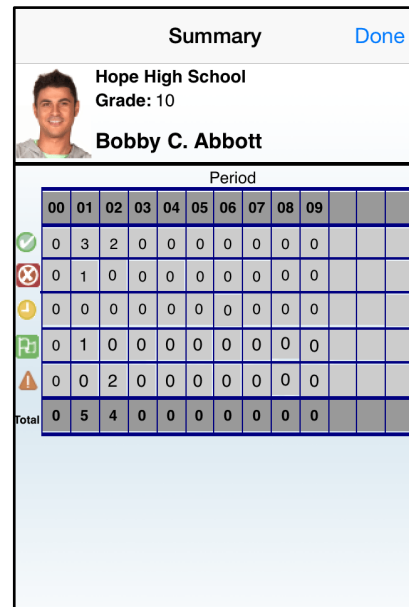 Summary Done
Hope High School
Grade: 10
Bobby C. Abbott
Period
00 01 02 03 04 05 06 07 08 09
0 3 2 0 0 0 0 0 0 0
0 1 0 0 0 0 0 0 0 0
0 0 0 0 0 0 0 0 0 0
0 1 0 0 0 0 0 0 0 0
0 0 2 0 0 0 0 0 0 0
Total 0 5 4 0 0 0 0 0 0 0